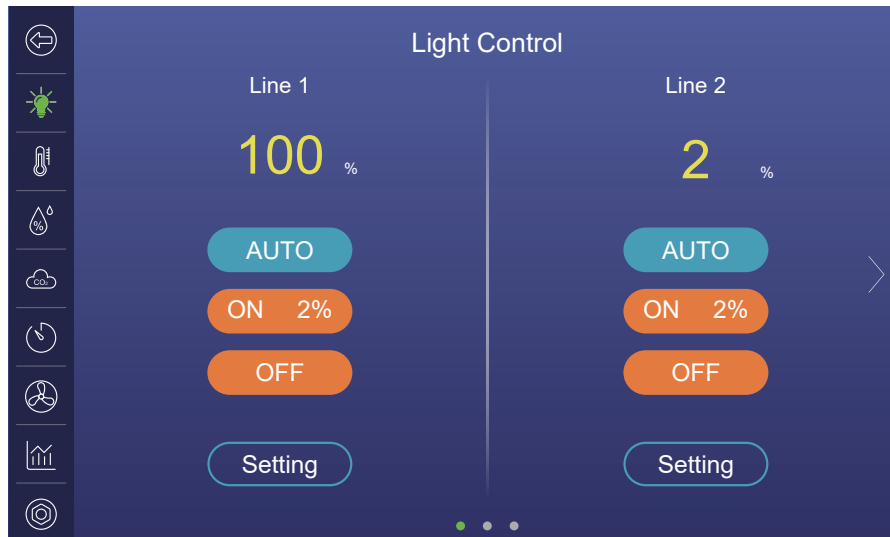 Light Control
Line 1
100 %
AUTO
ON 2%
OFF
Setting
Line 2
2 %
AUTO
ON 2%
OFF
Setting
%
CO₂